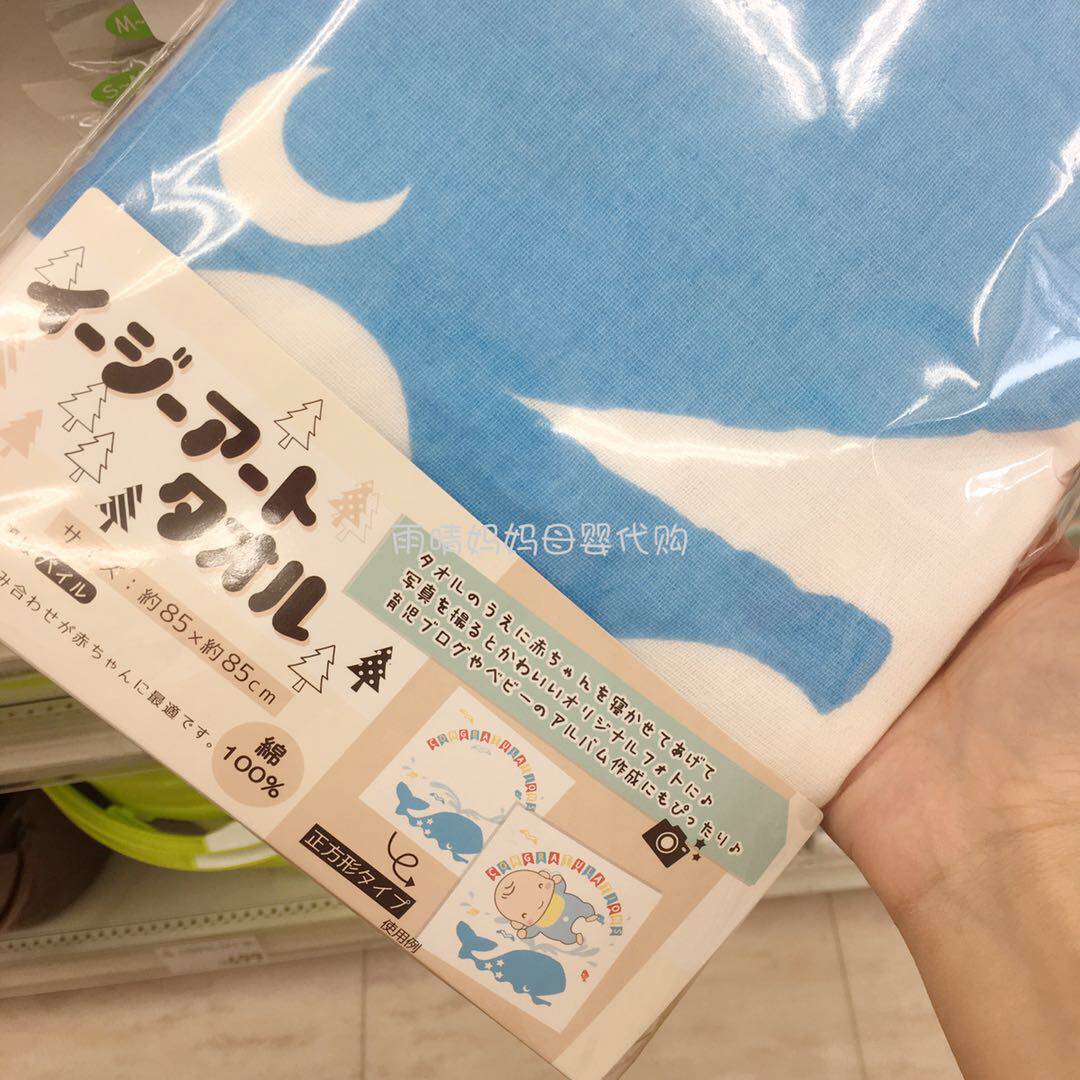 M~
イージーアート
タオル
サイズ：約85×約85cm
パイル
み合わせが赤ちゃんに最適です。
綿
100%
タオルのうえに赤ちゃんを寝かせてあげて
写真を撮るとかわいいオリジナルフォトに♪
育児ブログやベビーのアルバム作成にもぴったり♪
CONGRATULATIONS
正方形タイプ
CONGRATULATIONS
使用例
雨晴妈妈母婴代购